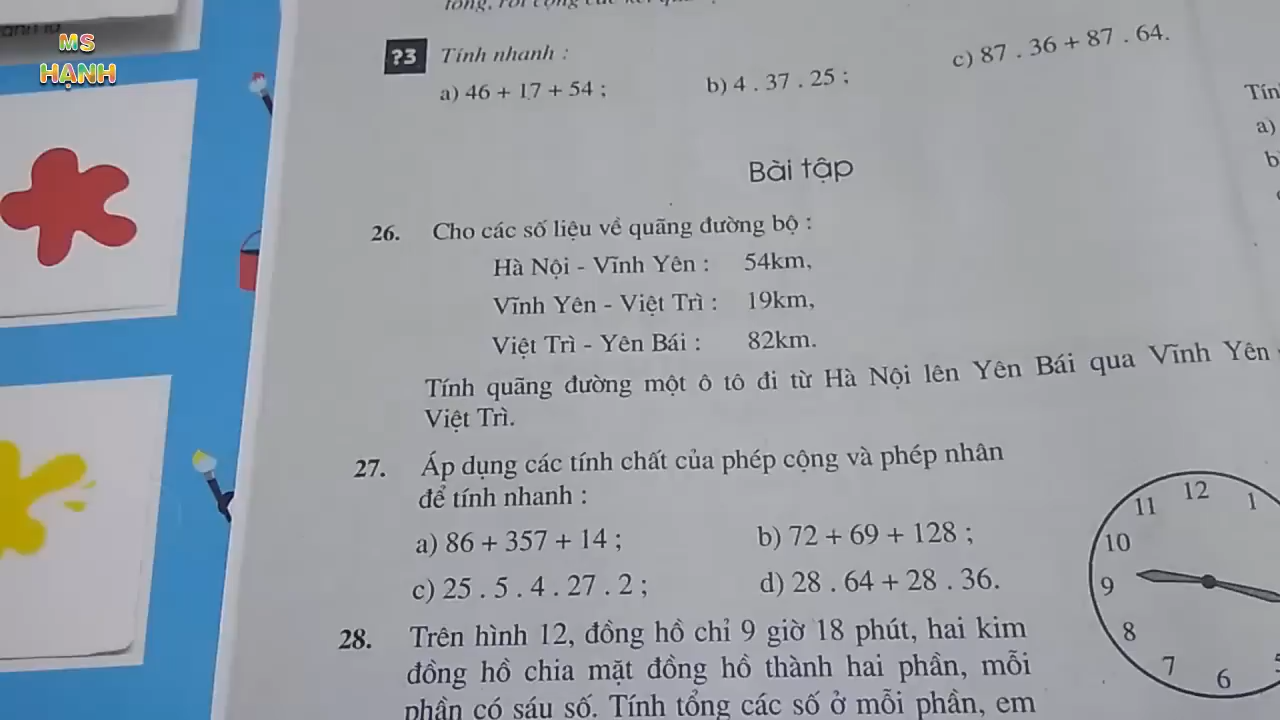 MS
HẠNH
?3 Tính nhanh :
a) 46 + 17 + 54 ; b) 4 . 37 . 25 ; c) 87 . 36 + 87 . 64.
Tín
a)
b
Bài tập
26. Cho các số liệu về quãng đường bộ :
Hà Nội - Vĩnh Yên : 54km,
Vĩnh Yên - Việt Trì : 19km,
Việt Trì - Yên Bái : 82km.
Tính quãng đường một ô tô đi từ Hà Nội lên Yên Bái qua Vĩnh Yên
Việt Trì.
27. Áp dụng các tính chất của phép cộng và phép nhân
để tính nhanh :
a) 86 + 357 + 14 ; b) 72 + 69 + 128 ;
c) 25 . 5 . 4 . 27 . 2 ; d) 28 . 64 + 28 . 36.
28. Trên hình 12, đồng hồ chỉ 9 giờ 18 phút, hai kim
đồng hồ chia mặt đồng hồ thành hai phần, mỗi
phần có sáu số. Tính tổng các số ở mỗi phần, em
11 12 1
10
9
8
7 6